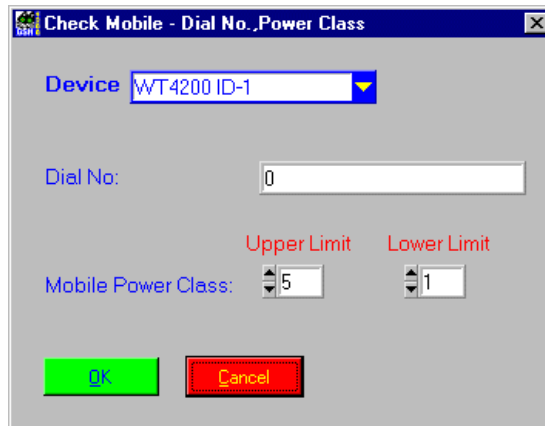 GSM Check Mobile - Dial No.,Power Class
Device WT4200 ID-1
Dial No: 0
Upper Limit Lower Limit
Mobile Power Class: 5 1
OK Cancel